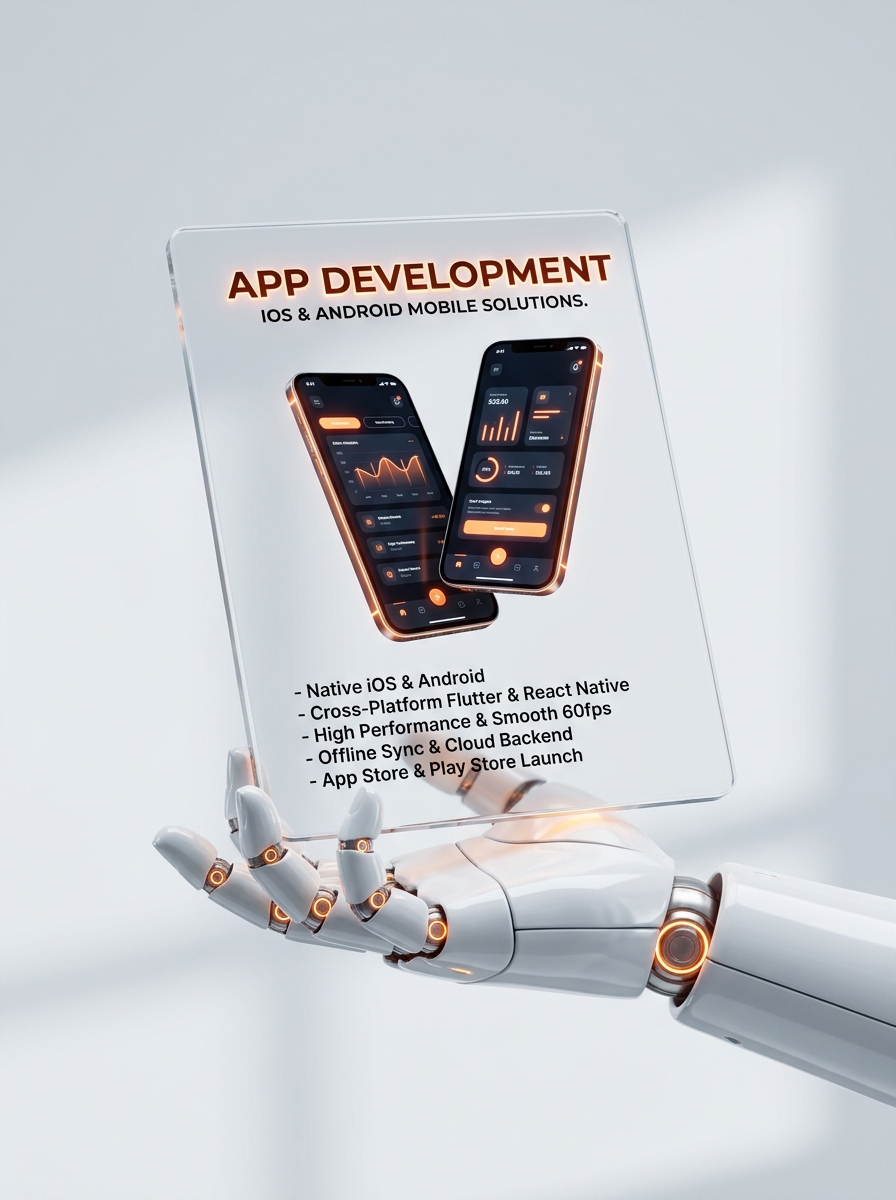 APP DEVELOPMENT
IOS & ANDROID MOBILE SOLUTIONS.
- Native iOS & Android
- Cross-Platform Flutter & React Native
- High Performance & Smooth 60fps
- Offline Sync & Cloud Backend
- App Store & Play Store Launch